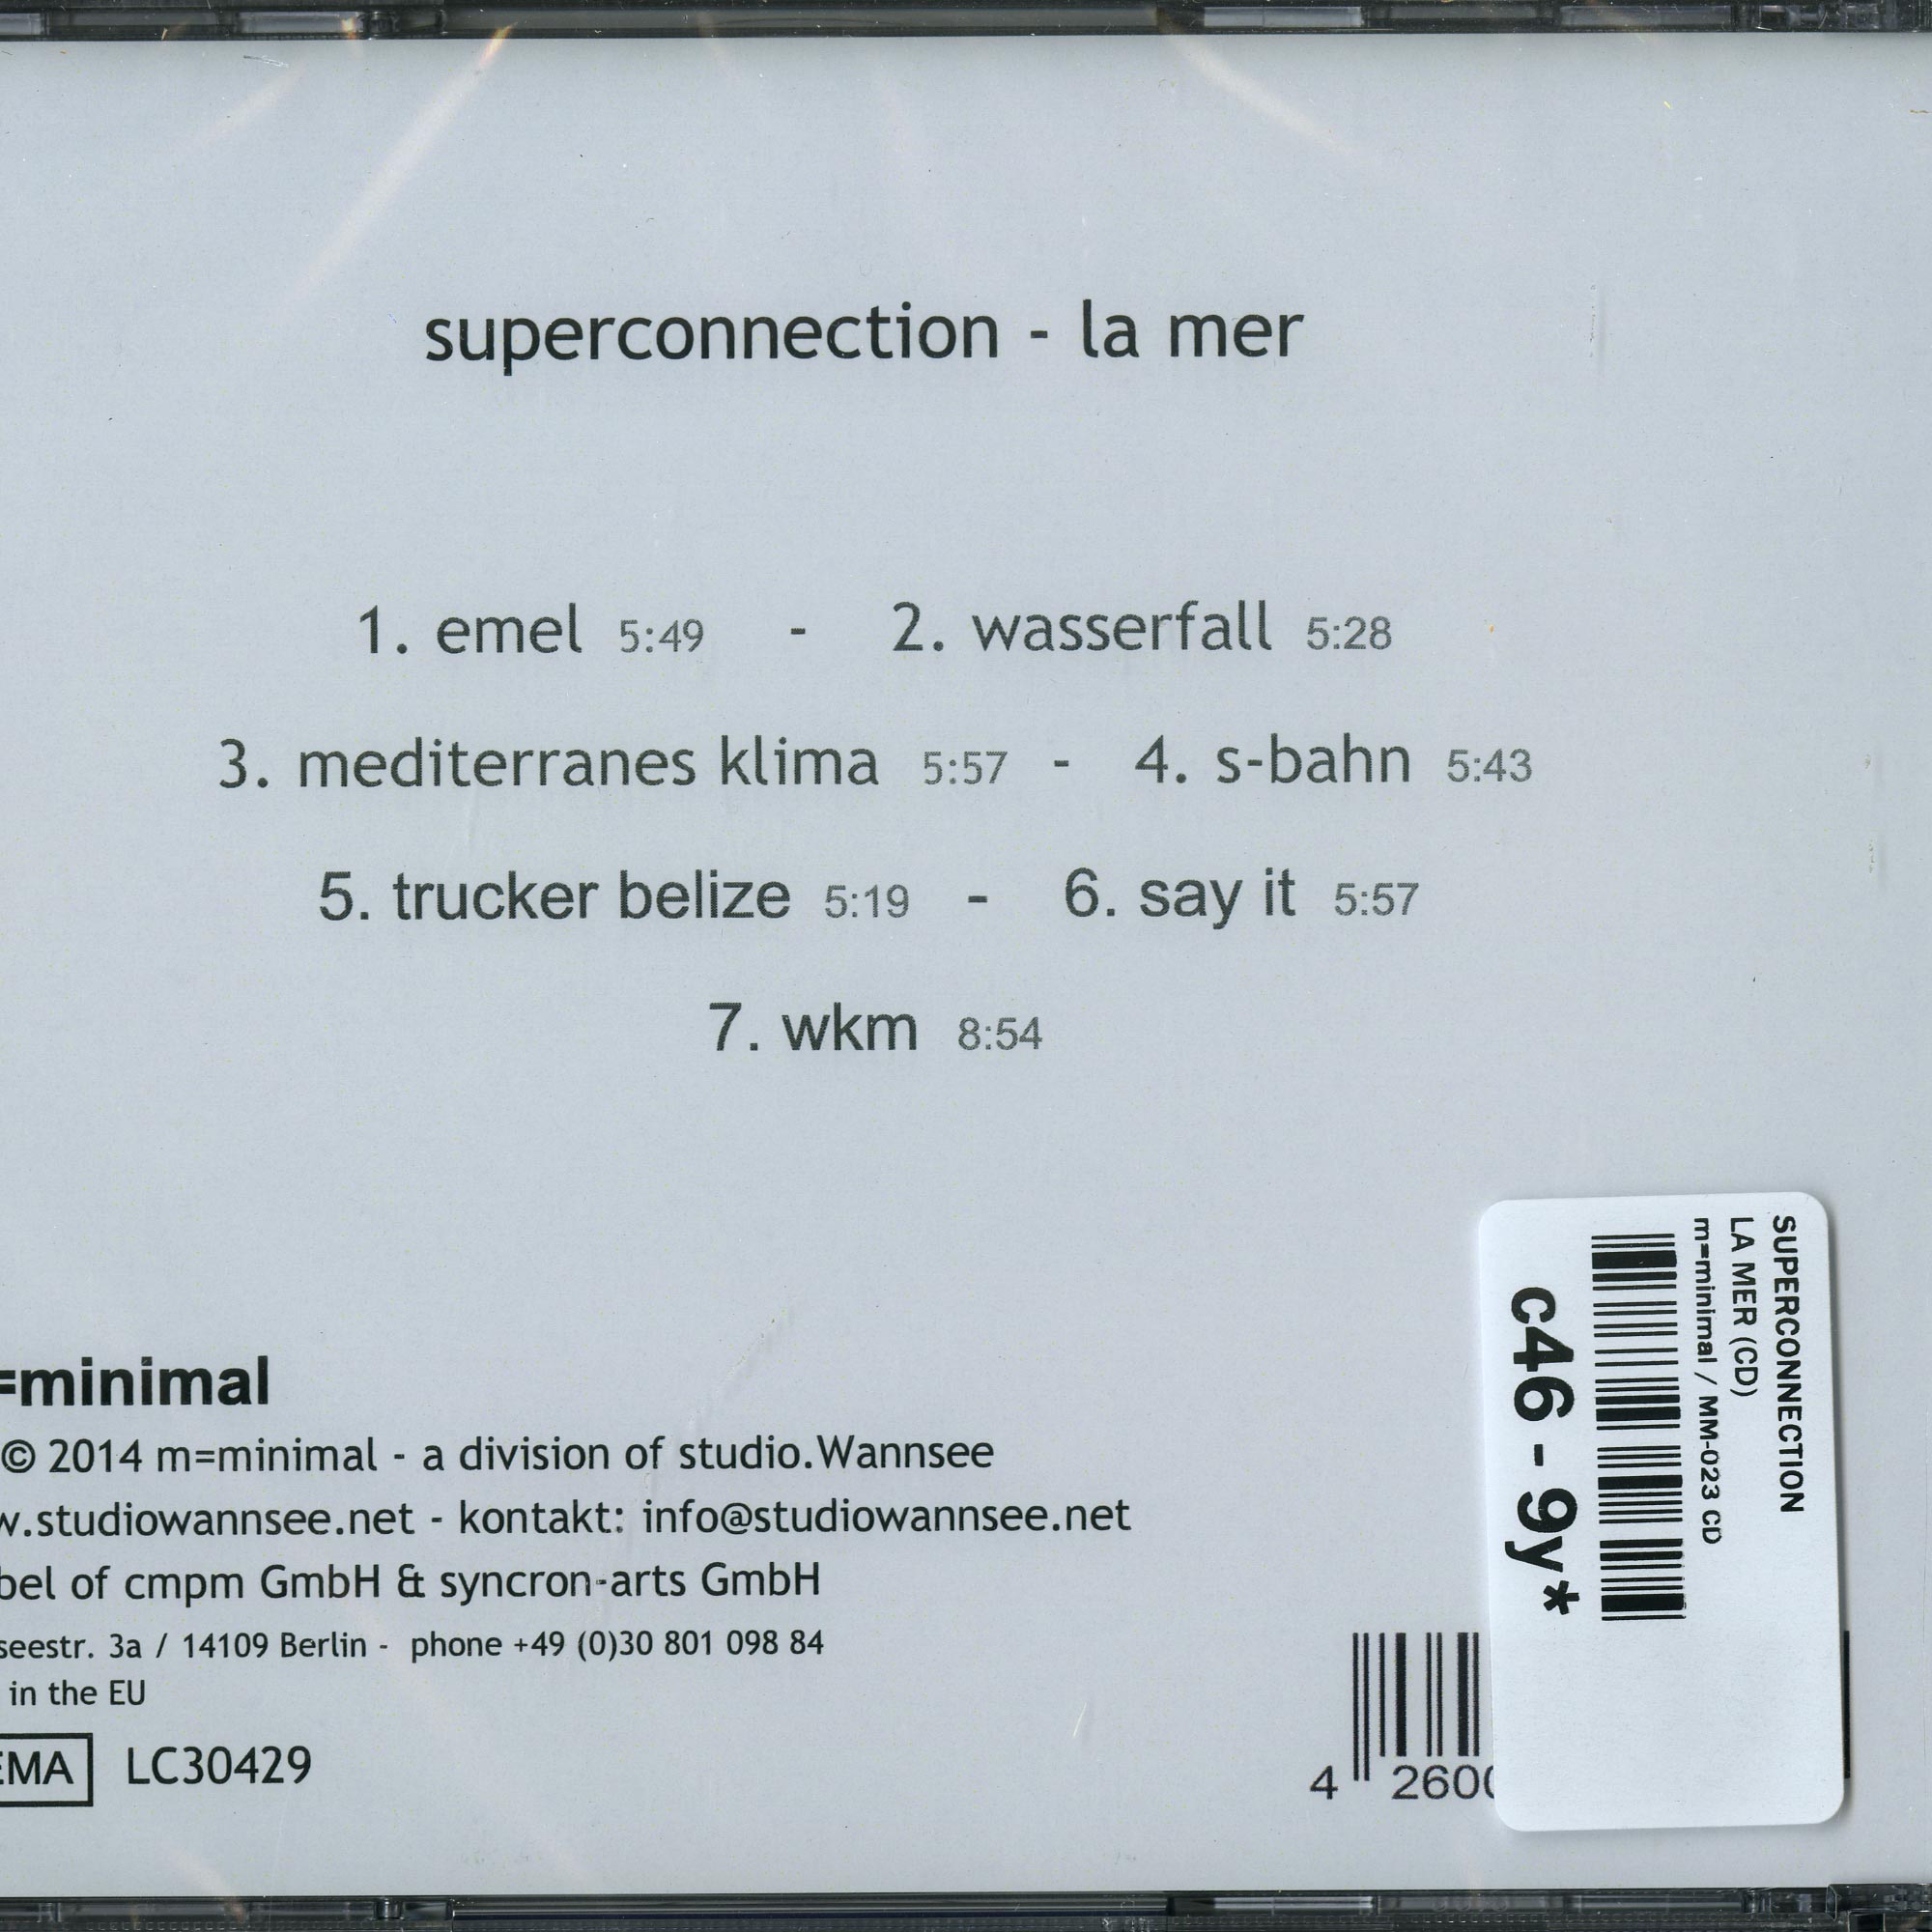 superconnection - la mer
1. emel 5:49 - 2. wasserfall 5:28
3. mediterranes klima 5:57 - 4. s-bahn 5:43
5. trucker belize 5:19 - 6. say it 5:57
7. wkm 8:54
=minimal
© 2014 m=minimal - a division of studio.Wannsee
w.studiowannsee.net - kontakt: info@studiowannsee.net
bel of cmpm GmbH & syncron-arts GmbH
seestr. 3a / 14109 Berlin - phone +49 (0)30 801 098 84
in the EU
EMA LC30429
4 2600
SUPERCONNECTION
LA MER (CD)
m=minimal / MM-023 CD
c46 - 9y*